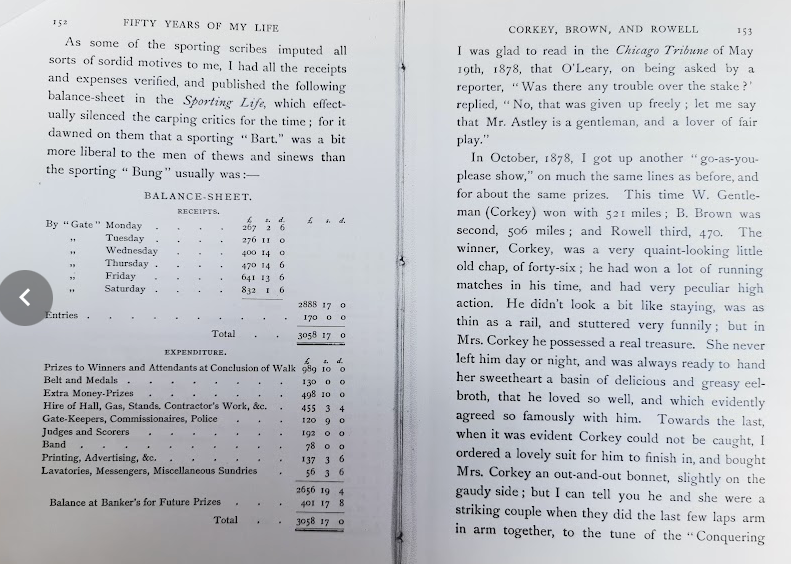 152 FIFTY YEARS OF MY LIFE
As some of the sporting scribes imputed all
sorts of sordid motives to me, I had all the receipts
and expenses verified, and published the following
balance-sheet in the Sporting Life, which effect-
ually silenced the carping critics for the time; for it
dawned on them that a sporting "Bart." was a bit
more liberal to the men of thews and sinews than
the sporting "Bung" usually was:—
BALANCE-SHEET.
RECEIPTS.
£ s. d. £ s. d.
By "Gate" Monday . . . . 267 2 6
„ Tuesday . . . . 276 11 0
„ Wednesday . . . . 400 14 0
„ Thursday . . . . 470 14 6
„ Friday . . . . 641 13 6
„ Saturday . . . . 832 1 6
2888 17 0
Entries . . . . . . . . . 170 0 0
Total . . 3058 17 0
EXPENDITURE.
£ s. d.
Prizes to Winners and Attendants at Conclusion of Walk 989 10 0
Belt and Medals . . . . . . . . 130 0 0
Extra Money-Prizes . . . . . . . 498 10 0
Hire of Hall, Gas, Stands, Contractor's Work, &c. . . 455 3 4
Gate-Keepers, Commissionaires, Police . . . . 120 9 0
Judges and Scorers . . . . . . . 192 0 0
Band . . . . . . . . . . 78 0 0
Printing, Advertising, &c. . . . . . . 137 3 6
Lavatories, Messengers, Miscellaneous Sundries . . 56 3 6
2656 19 4
Balance at Banker's for Future Prizes . . . 401 17 8
Total . . 3058 17 0
CORKEY, BROWN, AND ROWELL 153
I was glad to read in the Chicago Tribune of May
19th, 1878, that O'Leary, on being asked by a
reporter, "Was there any trouble over the stake?'
replied, "No, that was given up freely; let me say
that Mr. Astley is a gentleman, and a lover of fair
play."
In October, 1878, I got up another "go-as-you-
please show," on much the same lines as before, and
for about the same prizes. This time W. Gentle-
man (Corkey) won with 521 miles; B. Brown was
second, 506 miles; and Rowell third, 470. The
winner, Corkey, was a very quaint-looking little
old chap, of forty-six; he had won a lot of running
matches in his time, and had very peculiar high
action. He didn't look a bit like staying, was as
thin as a rail, and stuttered very funnily; but in
Mrs. Corkey he possessed a real treasure. She never
left him day or night, and was always ready to hand
her sweetheart a basin of delicious and greasy eel-
broth, that he loved so well, and which evidently
agreed so famously with him. Towards the last,
when it was evident Corkey could not be caught, I
ordered a lovely suit for him to finish in, and bought
Mrs. Corkey an out-and-out bonnet, slightly on the
gaudy side; but I can tell you he and she were a
striking couple when they did the last few laps arm
in arm together, to the tune of the "Conquering